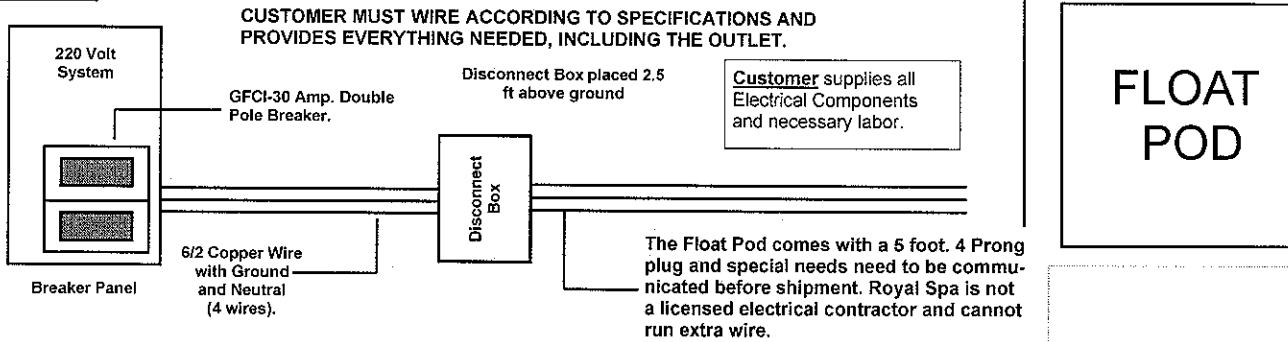 CUSTOMER MUST WIRE ACCORDING TO SPECIFICATIONS AND
PROVIDES EVERYTHING NEEDED, INCLUDING THE OUTLET.
220 Volt
System
GFCI-30 Amp. Double
Pole Breaker.
Disconnect Box placed 2.5
ft above ground
Customer supplies all
Electrical Components
and necessary labor.
FLOAT
POD
Disconnect
Box
6/2 Copper Wire
with Ground
and Neutral
(4 wires).
Breaker Panel
The Float Pod comes with a 5 foot. 4 Prong
plug and special needs need to be commu-
nicated before shipment. Royal Spa is not
a licensed electrical contractor and cannot
run extra wire.